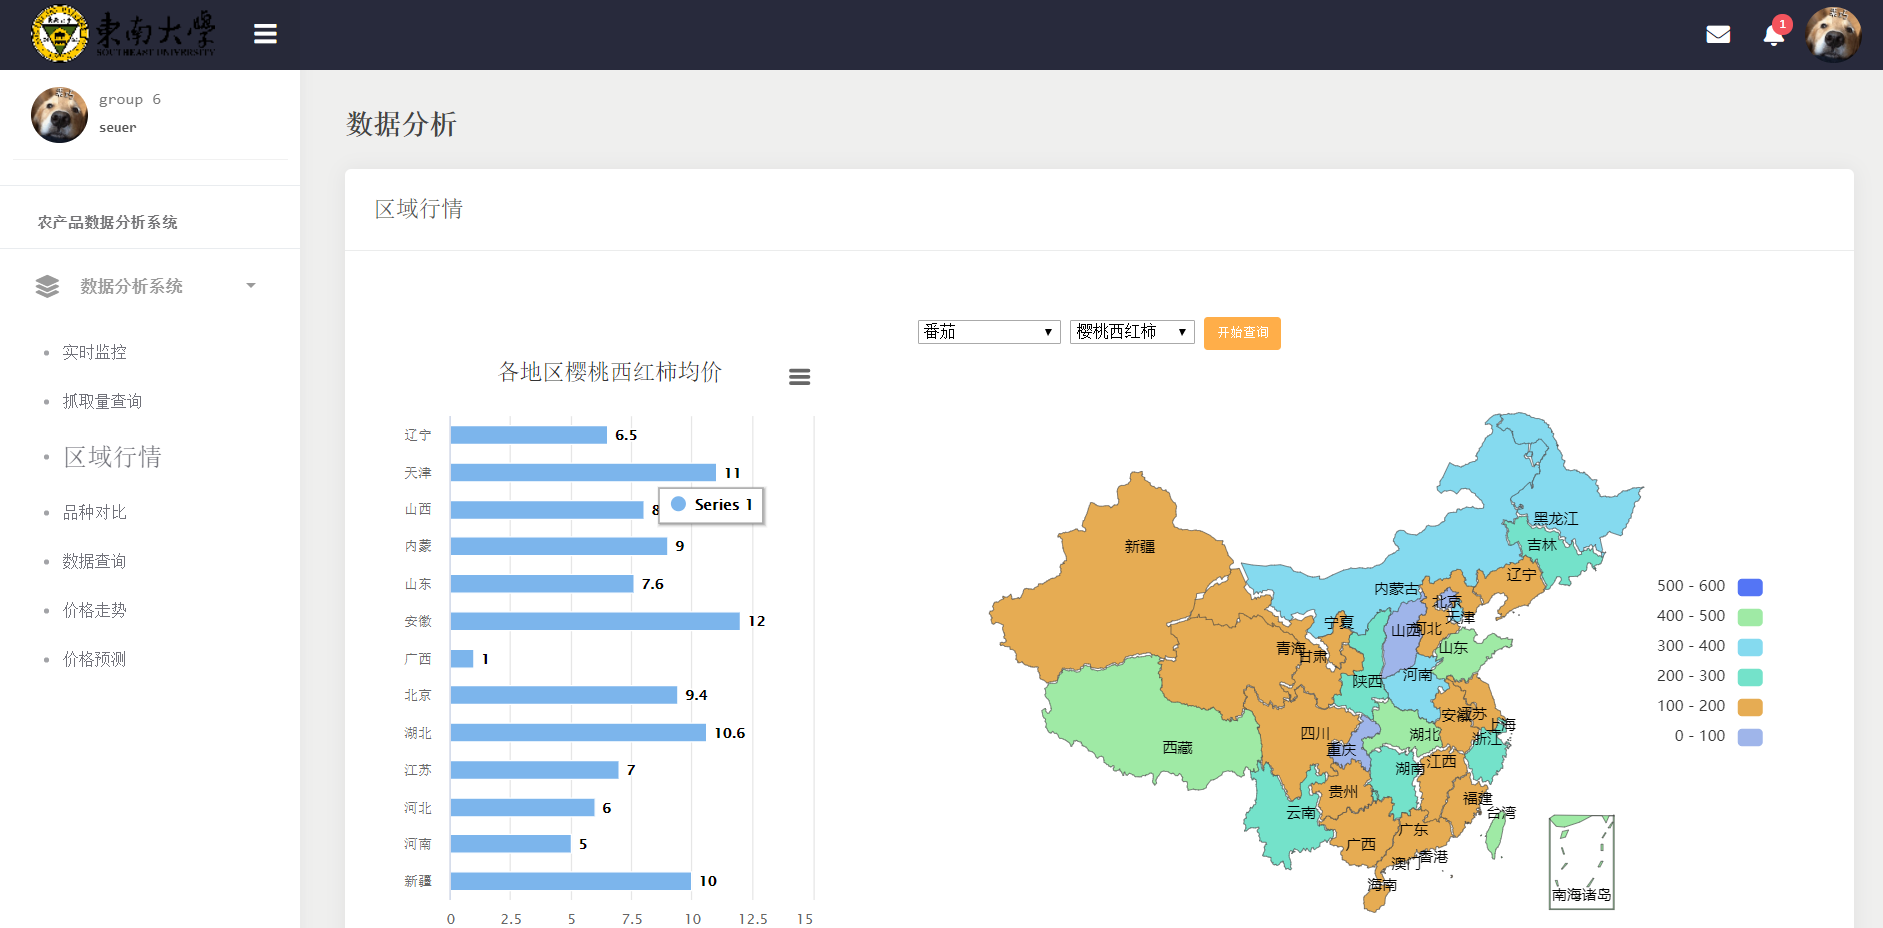 東南大學
SOUTHEAST UNIVERSITY
1
group 6
seuer
农产品数据分析系统
数据分析系统
实时监控
抓取量查询
区域行情
品种对比
数据查询
价格走势
价格预测
数据分析
区域行情
番茄
樱桃西红柿
开始查询
各地区樱桃西红柿均价
辽宁 6.5
天津 11
山西 8
Series 1
内蒙 9
山东 7.6
安徽 12
广西 1
北京 9.4
湖北 10.6
江苏 7
河北 6
河南 5
新疆 10
0 2.5 5 7.5 10 12.5 15
黑龙江
吉林
新疆
辽宁
内蒙古
北京
天津
宁夏
山西
河北
青海
甘肃
山东
陕西
河南
安徽
江苏
上海
四川
湖北
浙江
西藏
重庆
湖南
江西
贵州
福建
云南
台湾
广东
广西
香港
澳门
海南
南海诸岛
500 - 600
400 - 500
300 - 400
200 - 300
100 - 200
0 - 100